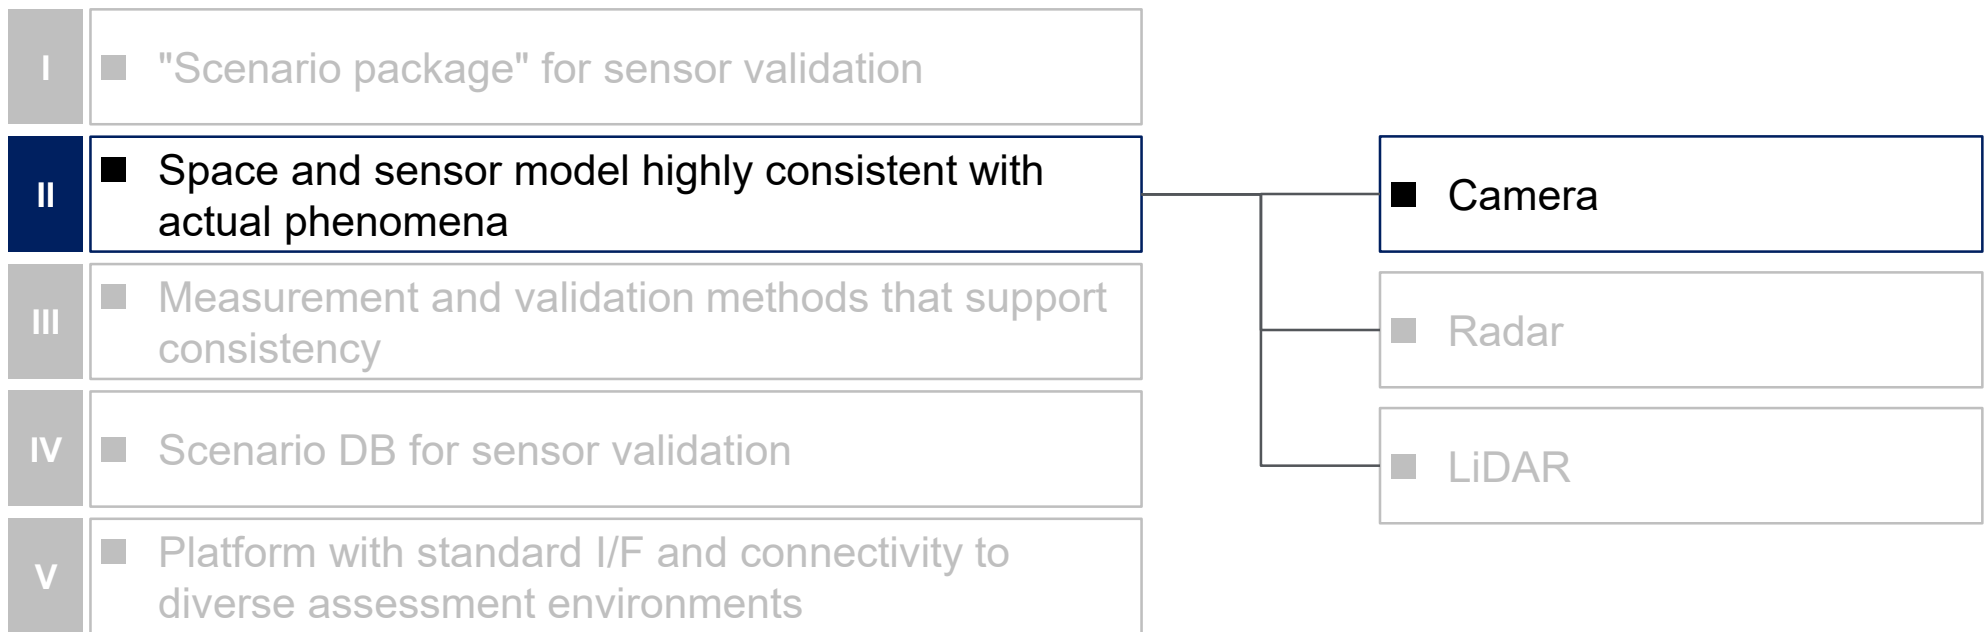 I
"Scenario package" for sensor validation
II
Space and sensor model highly consistent with
actual phenomena
Camera
III
Measurement and validation methods that support
consistency
Radar
IV
Scenario DB for sensor validation
LiDAR
V
Platform with standard I/F and connectivity to
diverse assessment environments